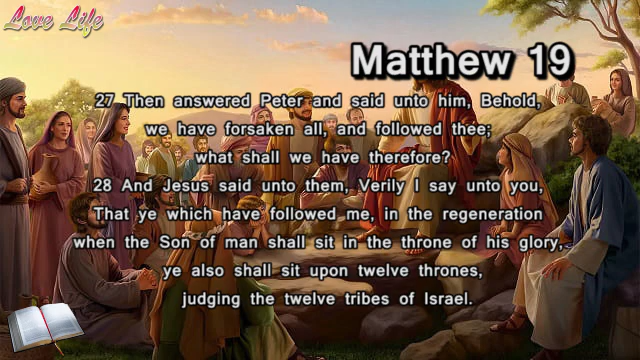 Love Life
Matthew 19
27 Then answered Peter and said unto him, Behold,
we have forsaken all, and followed thee;
what shall we have therefore?
28 And Jesus said unto them, Verily I say unto you,
That ye which have followed me, in the regeneration
when the Son of man shall sit in the throne of his glory,
ye also shall sit upon twelve thrones,
judging the twelve tribes of Israel.